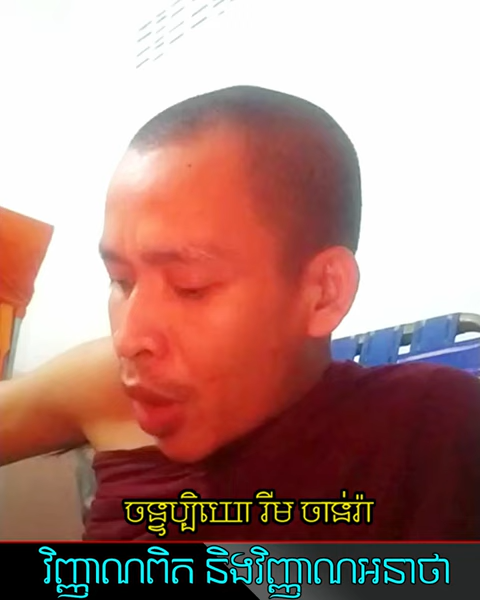 ចន្ទប្បិយោ រឹម ចាន់រ៉ា
វិញ្ញាណពិត និងវិញ្ញាណអនាថា